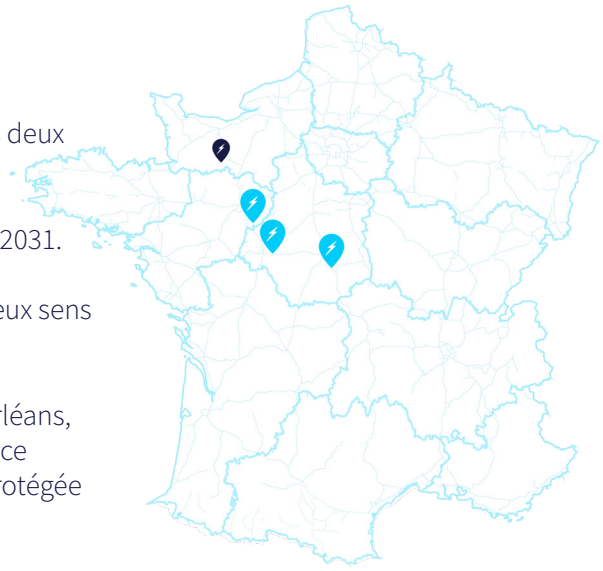 deux
2031.
eux sens
rléans,
ce
rotégée